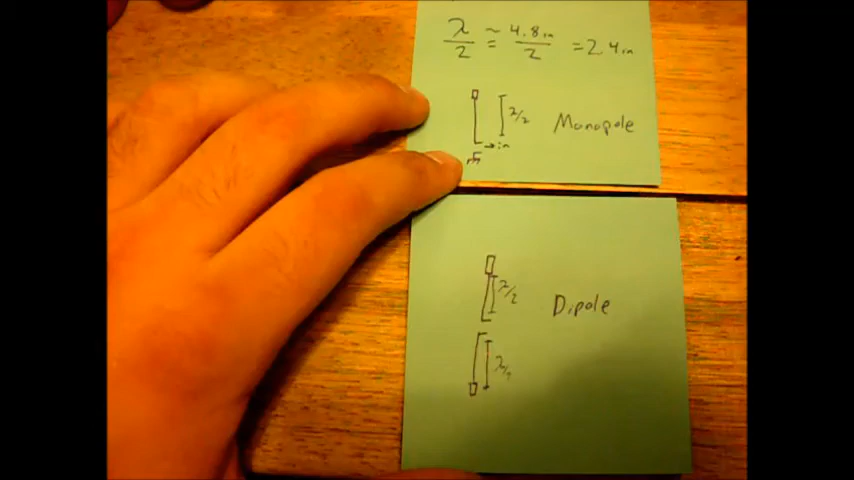 λ/2 ≈ 4.8in/2 = 2.4in
λ/2
Monopole
→in
λ/2
Dipole
λ/2